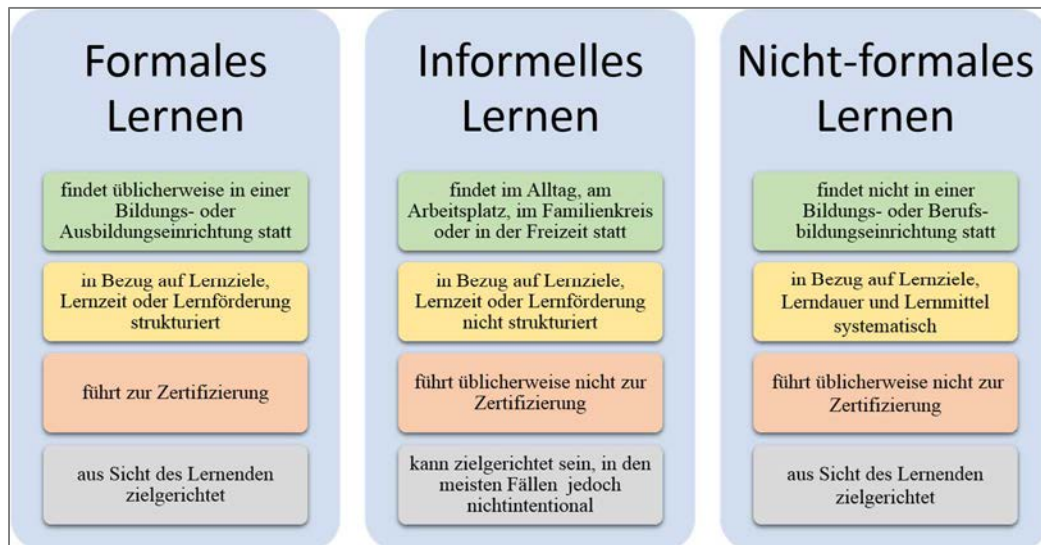 Formales
Lernen
findet üblicherweise in einer
Bildungs- oder
Ausbildungseinrichtung statt
in Bezug auf Lernziele,
Lernzeit oder Lernförderung
strukturiert
führt zur Zertifizierung
aus Sicht des Lernenden
zielgerichtet
Informelles
Lernen
findet im Alltag, am
Arbeitsplatz, im Familienkreis
oder in der Freizeit statt
in Bezug auf Lernziele,
Lernzeit oder Lernförderung
nicht strukturiert
führt üblicherweise nicht zur
Zertifizierung
kann zielgerichtet sein, in den
meisten Fällen jedoch
nichtintentional
Nicht-formales
Lernen
findet nicht in einer
Bildungs- oder Berufs-
bildungseinrichtung statt
in Bezug auf Lernziele,
Lerndauer und Lernmittel
systematisch
führt üblicherweise nicht zur
Zertifizierung
aus Sicht des Lernenden
zielgerichtet